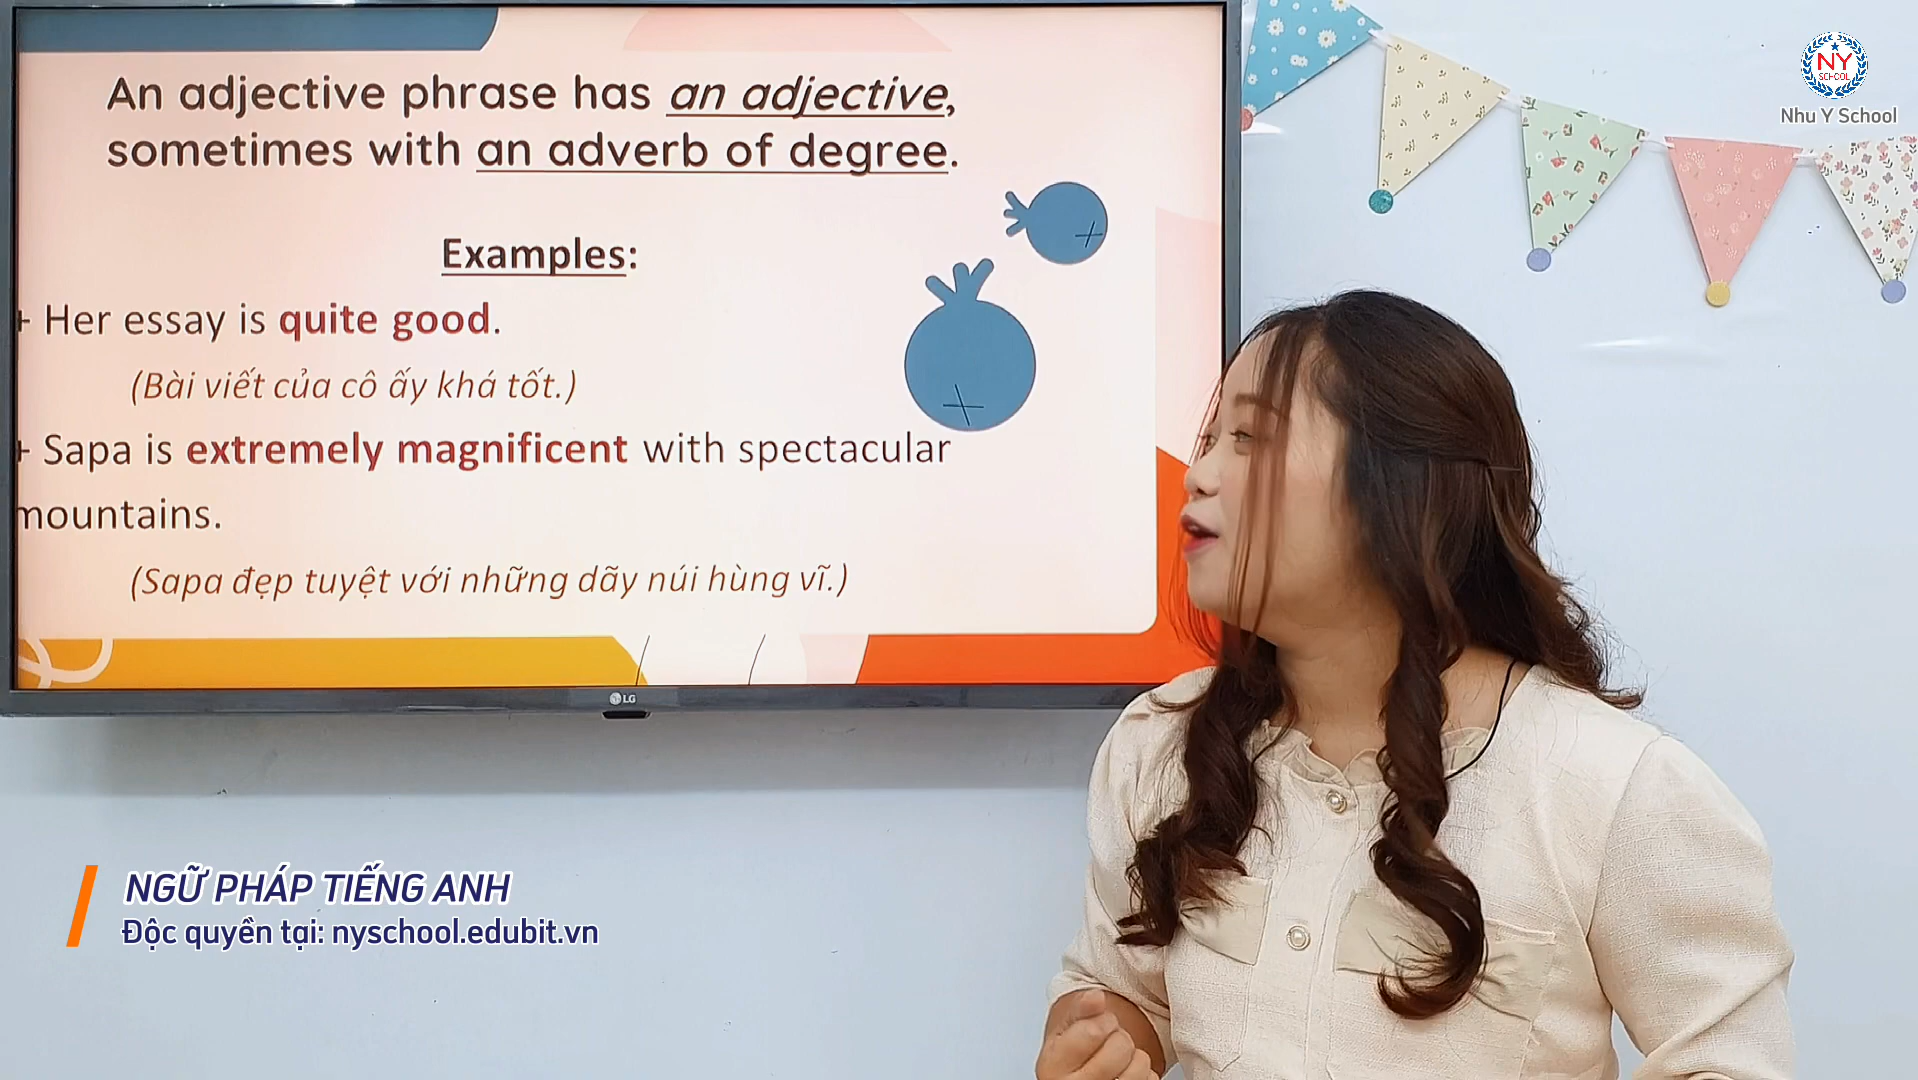 An adjective phrase has an adjective,
sometimes with an adverb of degree.
Examples:
+ Her essay is quite good.
(Bài viết của cô ấy khá tốt.)
+ Sapa is extremely magnificent with spectacular
mountains.
(Sapa đẹp tuyệt với những dãy núi hùng vĩ.)
LG
NY
SCHOOL
Nhu Y School
NGỮ PHÁP TIẾNG ANH
Độc quyền tại: nyschool.edubit.vn